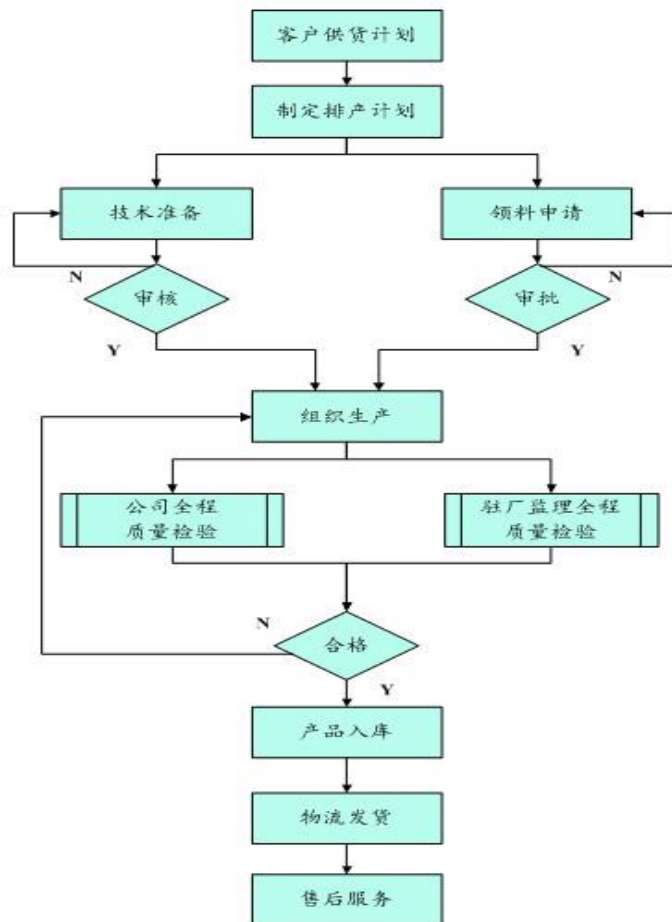 客户供货计划
制定排产计划
技术准备
领料申请
N
N
审核
审批
Y
Y
组织生产
公司全程
质量检验
驻厂监理全程
质量检验
N
合格
Y
产品入库
物流发货
售后服务